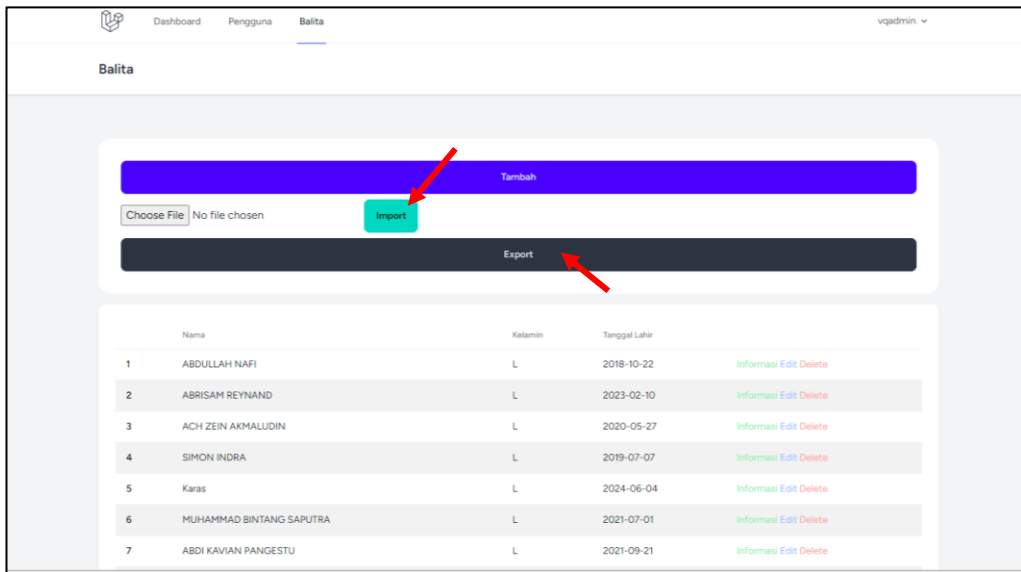 Dashboard Pengguna Balita vqadmin
Balita
Tambah
Choose File No file chosen Import
Export
Nama Kelamin Tanggal Lahir
1 ABDULLAH NAFI L 2018-10-22 Informasi Edit Delete
2 ABRISAM REYNAND L 2023-02-10 Informasi Edit Delete
3 ACH ZEIN AKMALUDIN L 2020-05-27 Informasi Edit Delete
4 SIMON INDRA L 2019-07-07 Informasi Edit Delete
5 Karas L 2024-06-04 Informasi Edit Delete
6 MUHAMMAD BINTANG SAPUTRA L 2021-07-01 Informasi Edit Delete
7 ABDI KAVIAN PANGESTU L 2021-09-21 Informasi Edit Delete